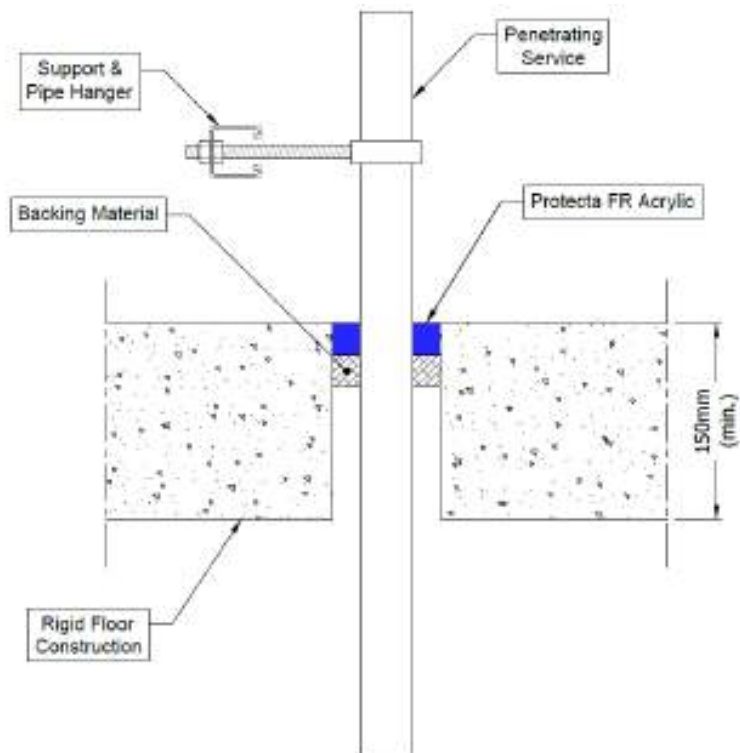 Penetrating
Service
Support &
Pipe Hanger
Backing Material
Protecta FR Acrylic
150mm
(min.)
Rigid Floor
Construction